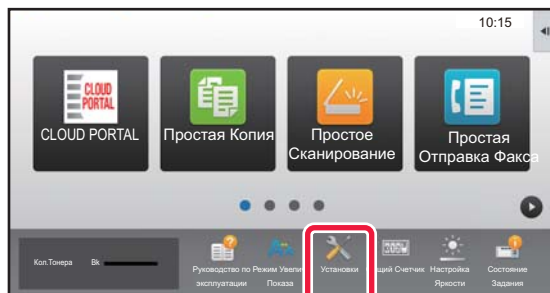 10:15
CLOUD
PORTAL
CLOUD PORTAL
Простая Копия
Простое
Сканирование
Простая
Отправка Факса
Кол.Тонера
Bk
Руководство по
эксплуатации
Режим Увели
Показа
Установки
щий Счетчик
Настройка
Яркости
Состояние
Задания